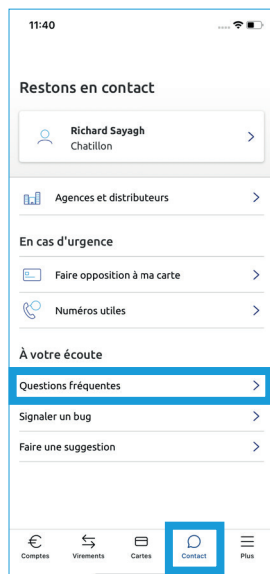 11:40
Restons en contact
Richard Sayagh
Chatillon
Agences et distributeurs
En cas d'urgence
Faire opposition à ma carte
Numéros utiles
À votre écoute
Questions fréquentes
Signaler un bug
Faire une suggestion
Comptes Virements Cartes Contact Plus